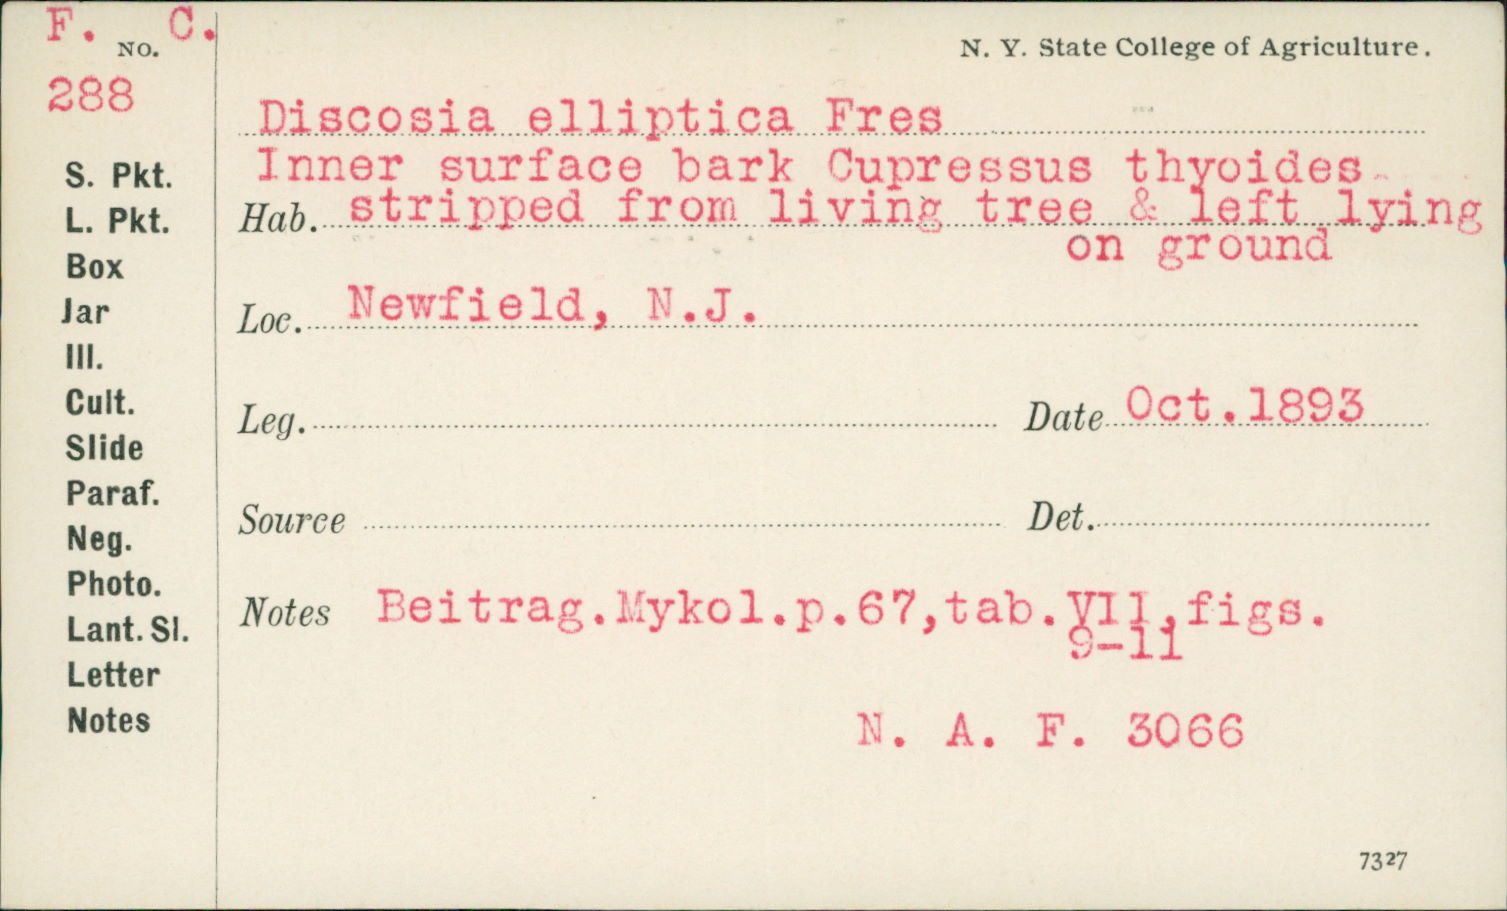 F. C.
NO.
288
N. Y. State College of Agriculture.
Discosia elliptica Fres
Inner surface bark Cupressus thyoides
Hab. stripped from living tree & left lying
on ground
Loc. Newfield, N.J.
Leg. Date Oct.1893
Source Det.
Notes Beitrag.Mykol.p.67,tab.VII,figs.
9-11
N. A. F. 3066
S. Pkt.
L. Pkt.
Box
Jar
Ill.
Cult.
Slide
Paraf.
Neg.
Photo.
Lant. Sl.
Letter
Notes
7327